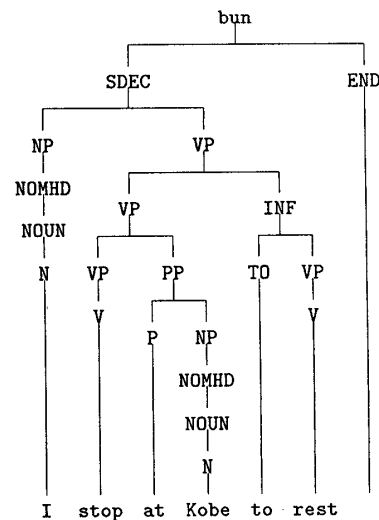 bun
SDEC END
NP VP
NOMHD VP INF
NOUN
N VP PP TO VP
V P NP V
NOMHD
NOUN
N
I stop at Kobe to rest